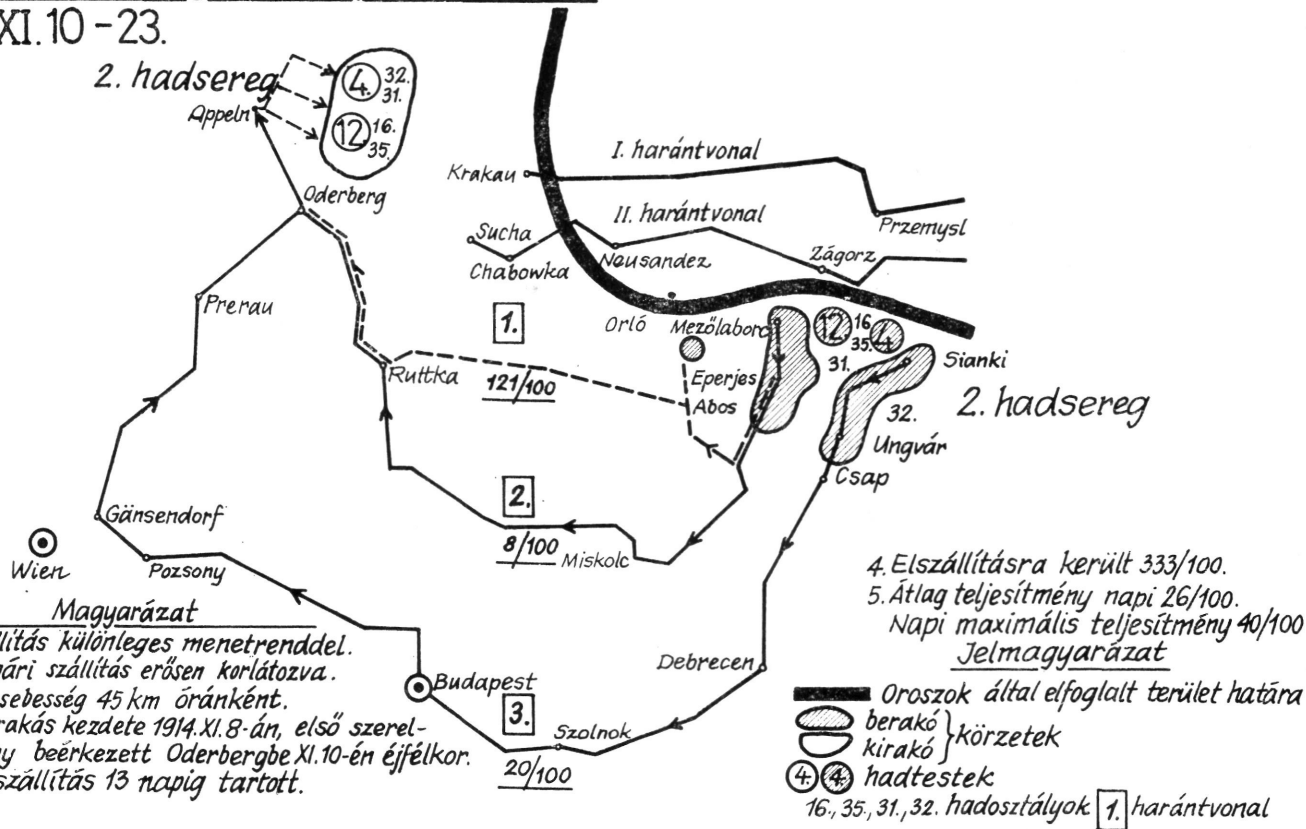 XI.10-23.
2. hadsereg
Appeln
4. 32.
31.
12. 16.
35.
Oderberg
Krakau
I. harántvonal
Przemysl
II. harántvonal
Sucha
Chabowka
Neusandez
Zágorz
Prerau
1.
Orló
Mezőlaborc
12. 16.
35. 4.
31.
Sianki
Ruttka
121/100
Eperjes
Abos
32.
2. hadsereg
Ungvár
Csap
2.
Gänsendorf
8/100
Miskolc
Wien
Pozsony
Magyarázat
llítás különleges menetrenddel.
ári szállítás erősen korlátozva.
sebesség 45 km óránként.
rakás kezdete 1914.XI.8-án, első szerel-
y beérkezett Oderbergbe XI.10-én éjfélkor.
szállítás 13 napig tartott.
4. Elszállításra került 333/100.
5. Átlag teljesítmény napi 26/100.
Napi maximális teljesítmény 40/100
Debrecen
Budapest
3.
Szolnok
20/100
Jelmagyarázat
Oroszok által elfoglalt terület határa
berakó
kirakó } körzetek
4. 4. hadtestek
16., 35., 31., 32. hadosztályok 1. harántvonal